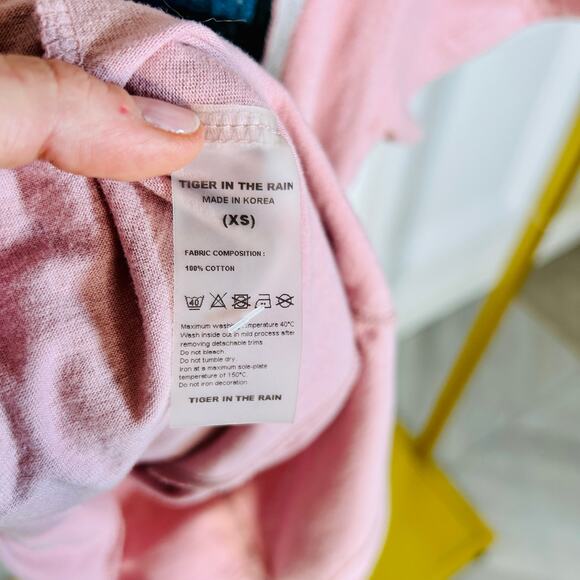 TIGER IN THE RAIN
MADE IN KOREA
(XS)
FABRIC COMPOSITION :
100% COTTON
40
Maximum wash temperature 40°C
Wash inside out in mild process after
removing detachable trims.
Do not bleach.
Do not tumble dry.
Iron at a maximum sole-plate
temperature of 150°C.
Do not iron decoration.
TIGER IN THE RAIN